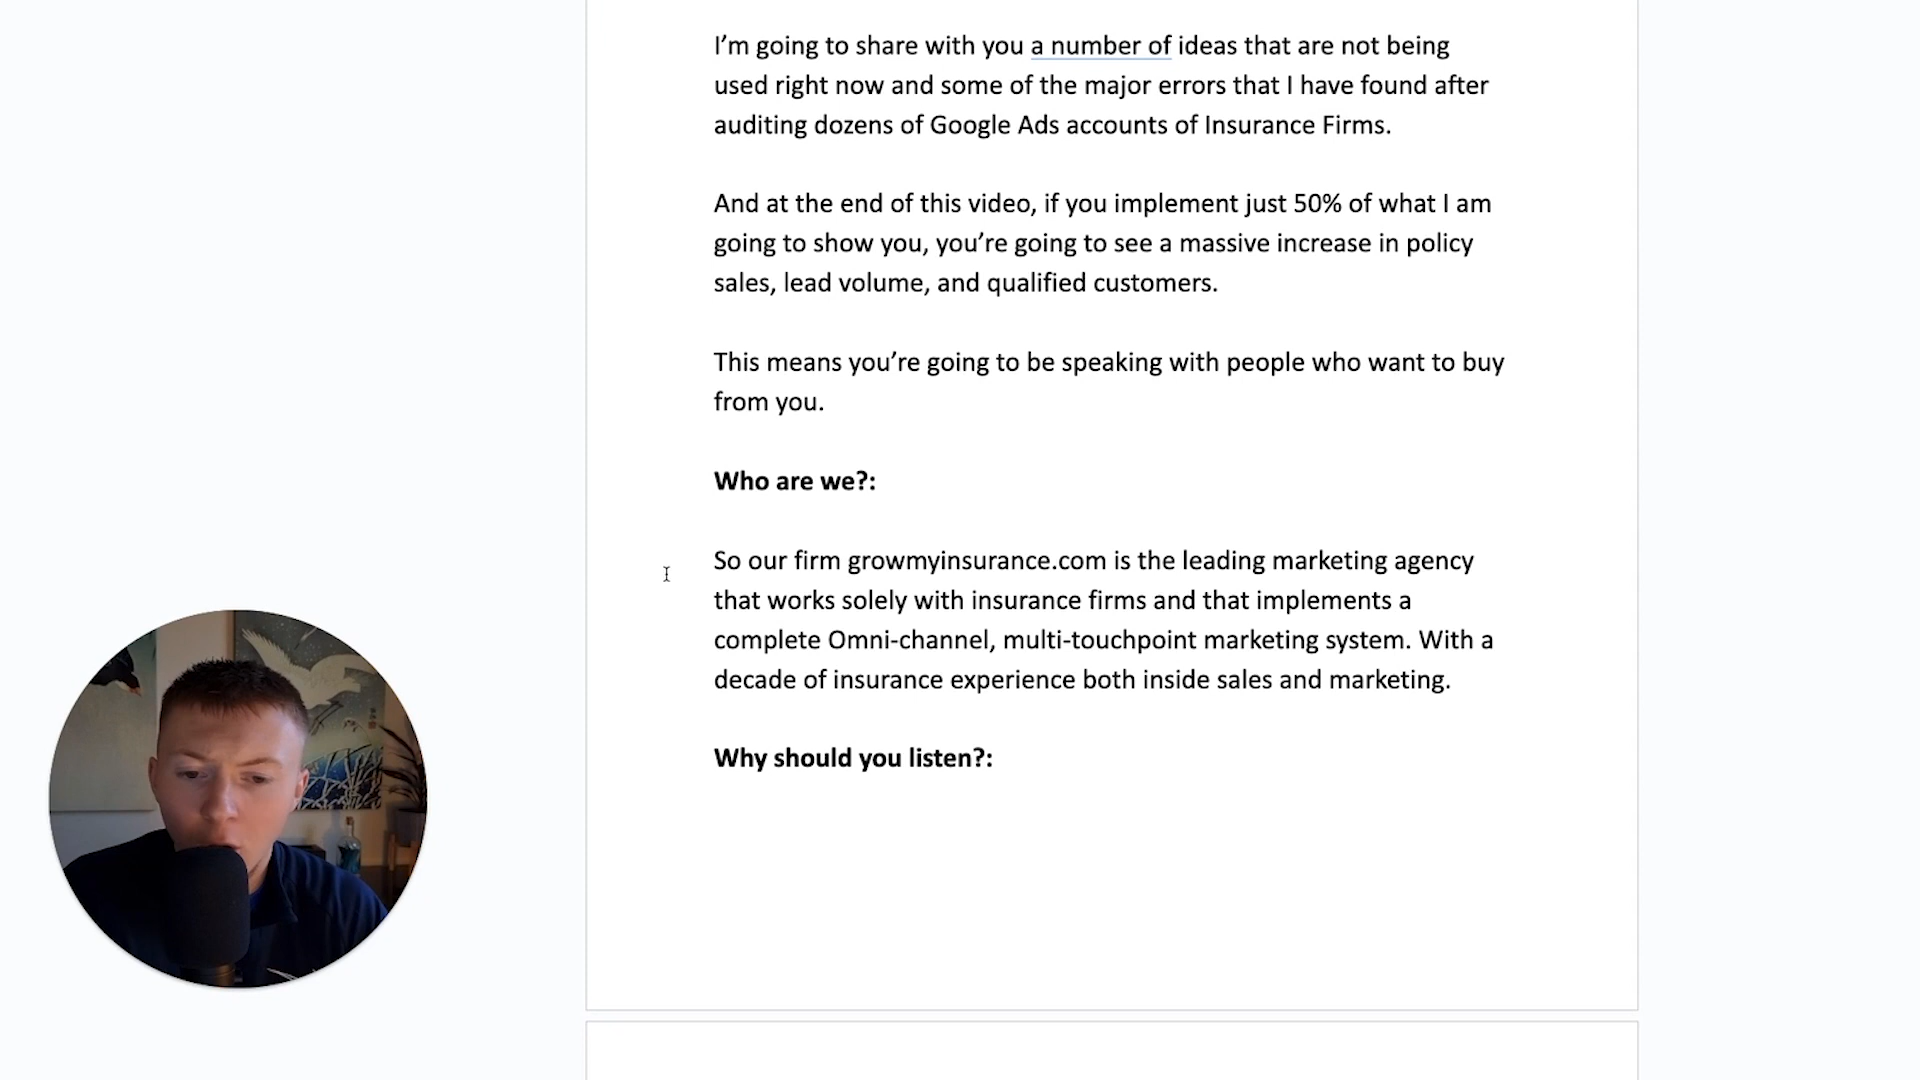 I’m going to share with you a number of ideas that are not being
used right now and some of the major errors that I have found after
auditing dozens of Google Ads accounts of Insurance Firms.
And at the end of this video, if you implement just 50% of what I am
going to show you, you’re going to see a massive increase in policy
sales, lead volume, and qualified customers.
This means you’re going to be speaking with people who want to buy
from you.
Who are we?:
So our firm growmyinsurance.com is the leading marketing agency
that works solely with insurance firms and that implements a
complete Omni-channel, multi-touchpoint marketing system. With a
decade of insurance experience both inside sales and marketing.
Why should you listen?: